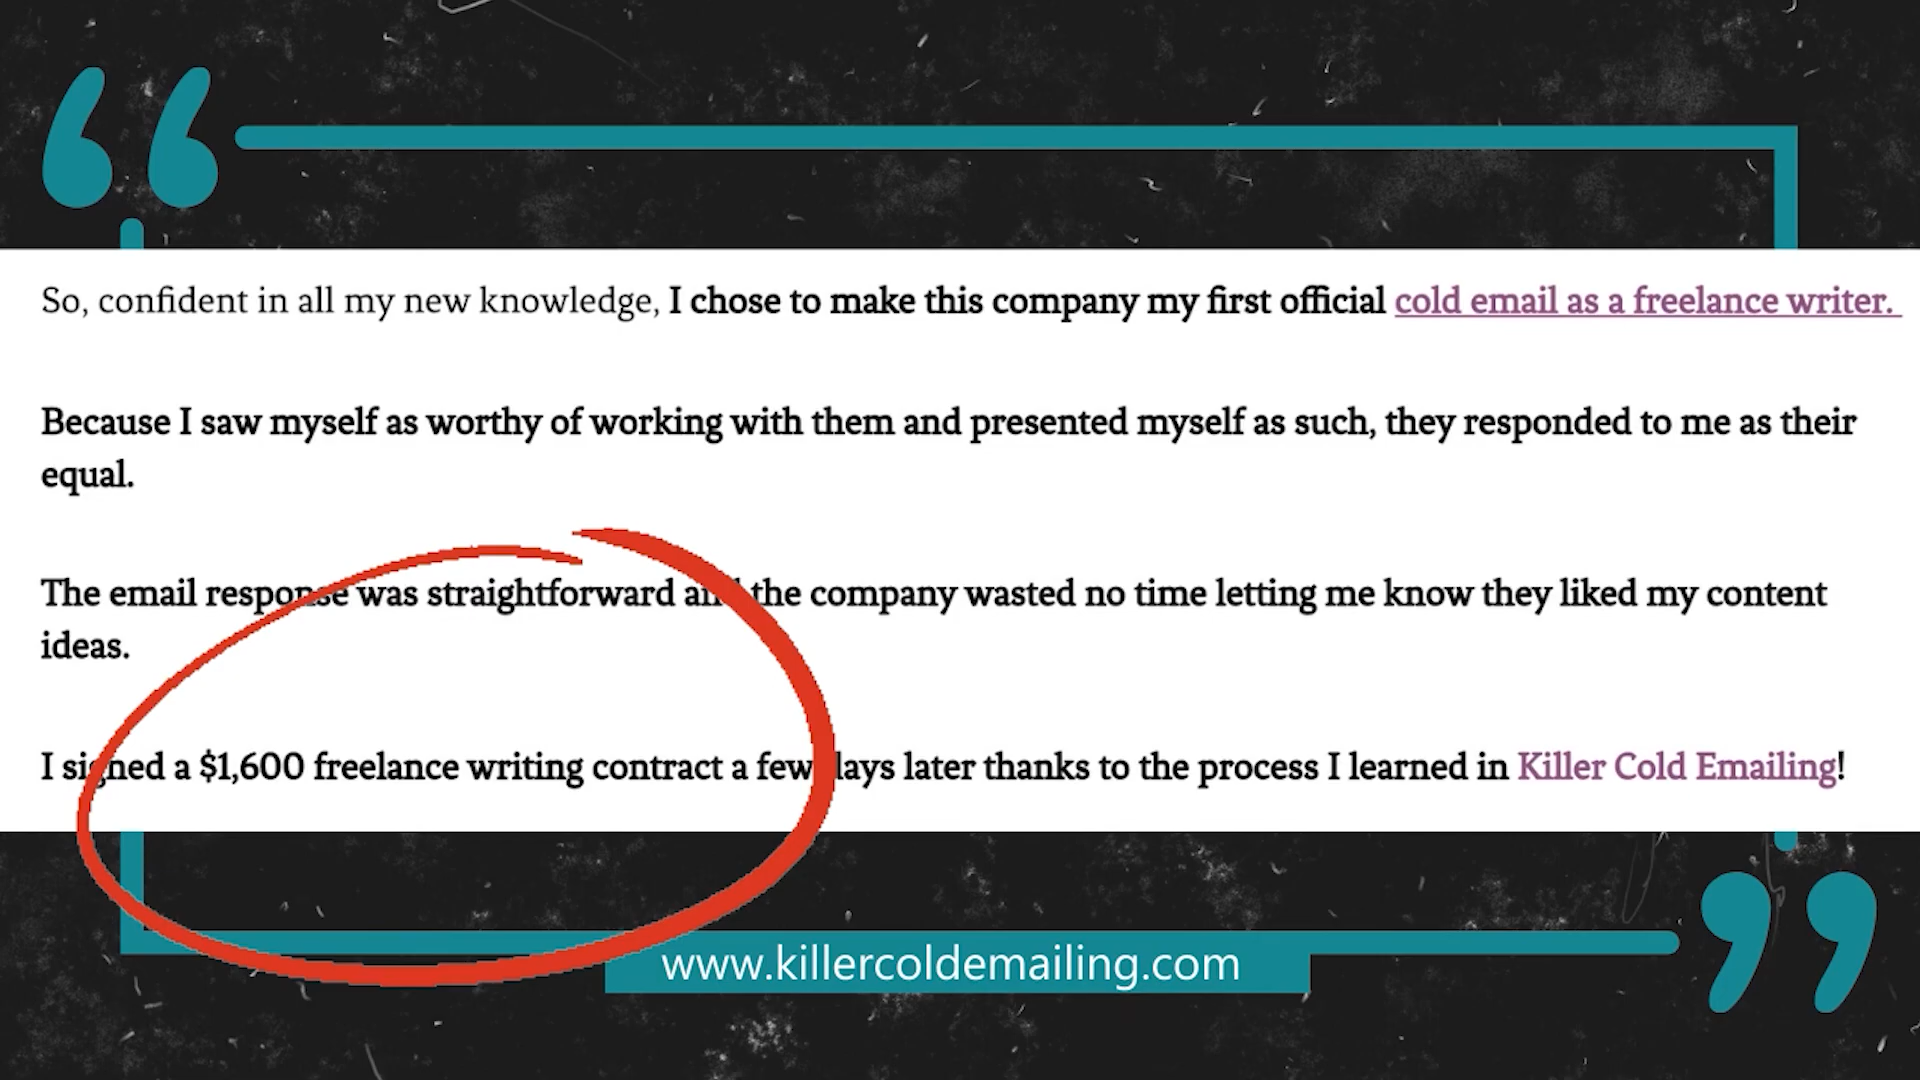 So, confident in all my new knowledge, I chose to make this company my first official cold email as a freelance writer.
Because I saw myself as worthy of working with them and presented myself as such, they responded to me as their
equal.
The email response was straightforward and the company wasted no time letting me know they liked my content
ideas.
I signed a $1,600 freelance writing contract a few days later thanks to the process I learned in Killer Cold Emailing!
www.killercoldemailing.com